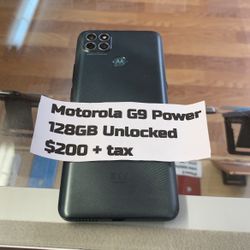 Motorola G9 Power
128GB Unlocked
$200 + tax